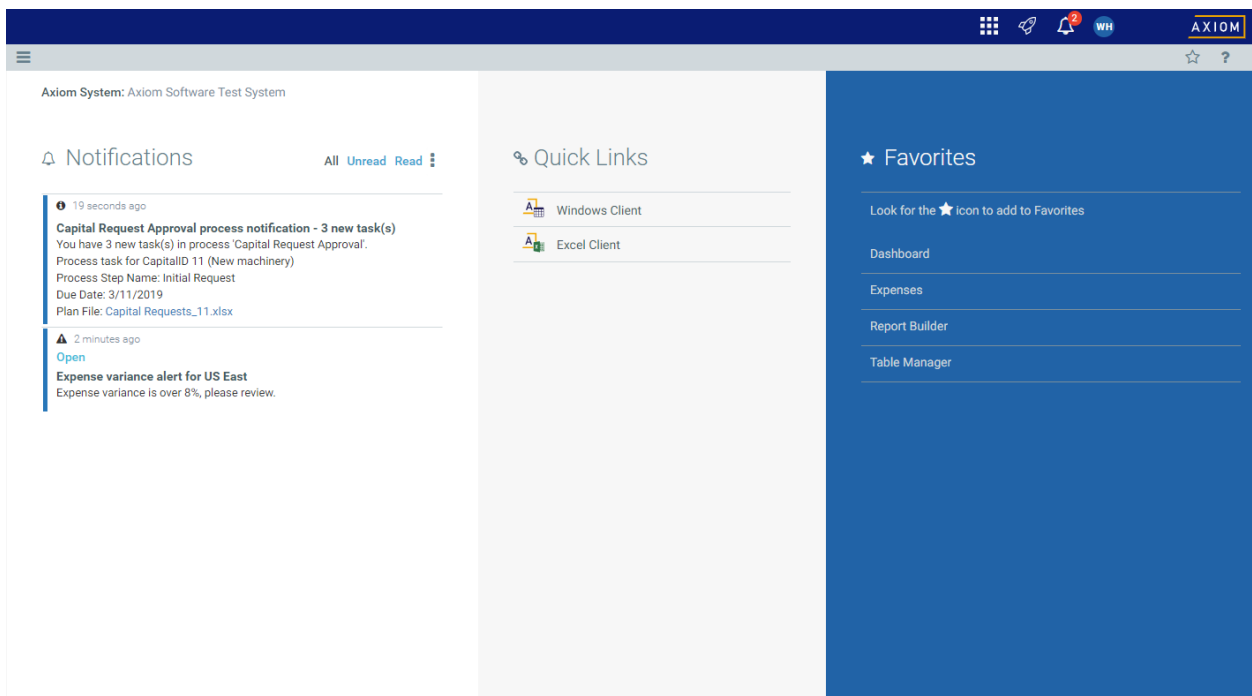 2
WH
AXIOM
?
Axiom System: Axiom Software Test System
Notifications
All Unread Read
19 seconds ago
Capital Request Approval process notification - 3 new task(s)
You have 3 new task(s) in process 'Capital Request Approval'.
Process task for CapitalID 11 (New machinery)
Process Step Name: Initial Request
Due Date: 3/11/2019
Plan File: Capital Requests_11.xlsx
2 minutes ago
Open
Expense variance alert for US East
Expense variance is over 8%, please review.
Quick Links
Windows Client
Excel Client
Favorites
Look for the icon to add to Favorites
Dashboard
Expenses
Report Builder
Table Manager